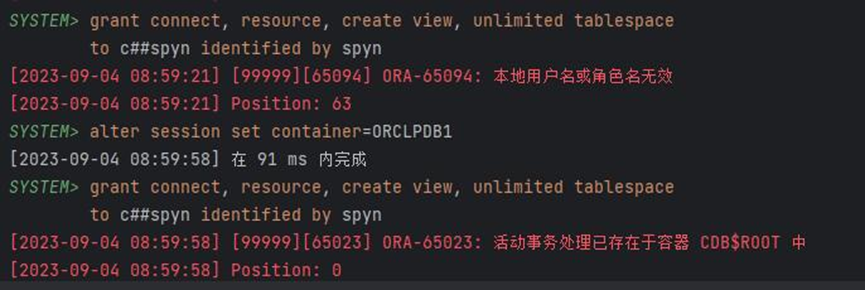 SYSTEM> grant connect, resource, create view, unlimited tablespace
to c##spyn identified by spyn
[2023-09-04 08:59:21] [99999][65094] ORA-65094: 本地用户名或角色名无效
[2023-09-04 08:59:21] Position: 63
SYSTEM> alter session set container=ORCLPDB1
[2023-09-04 08:59:58] 在 91 ms 内完成
SYSTEM> grant connect, resource, create view, unlimited tablespace
to c##spyn identified by spyn
[2023-09-04 08:59:58] [99999][65023] ORA-65023: 活动事务处理已存在于容器 CDB$ROOT 中
[2023-09-04 08:59:58] Position: 0